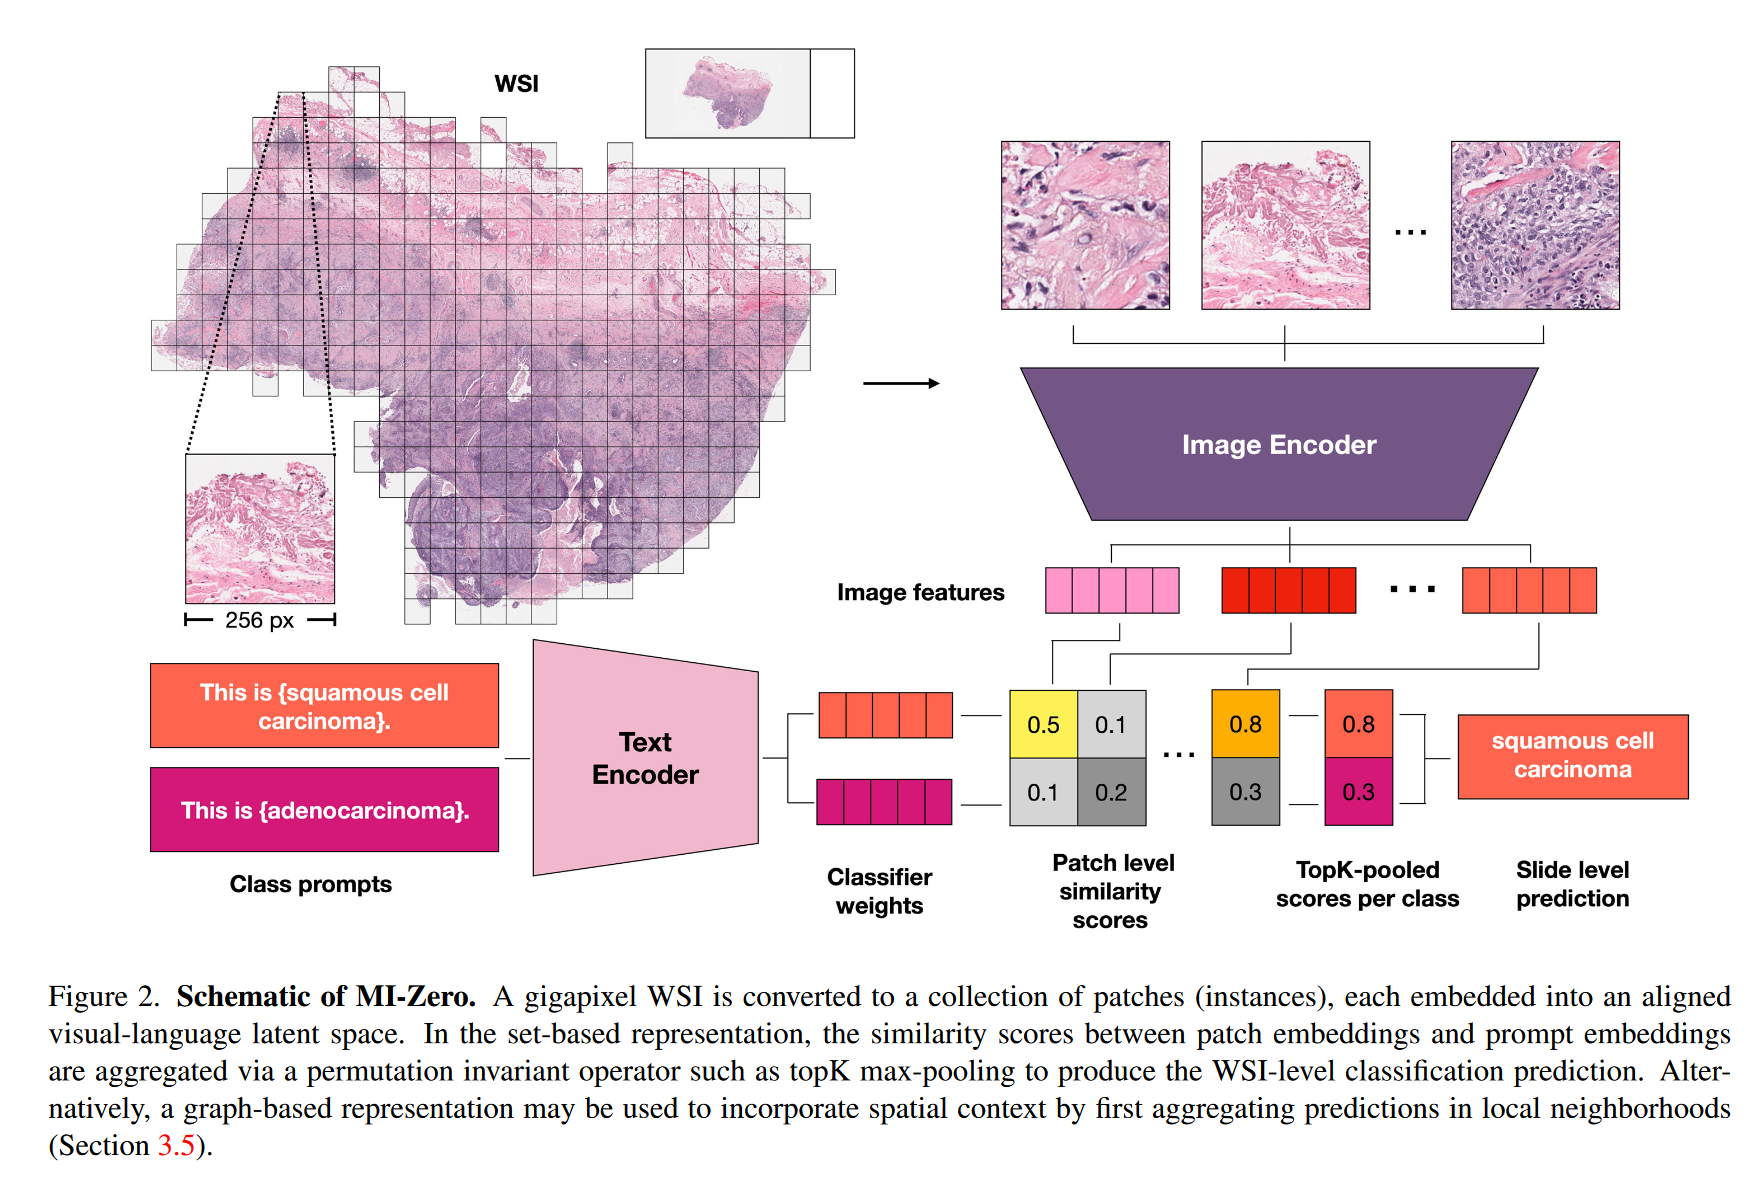 WSI
256 px
Image Encoder
Image features
This is {squamous cell
carcinoma}.
This is {adenocarcinoma}.
Class prompts
Text
Encoder
Classifier
weights
0.5 0.1 ... 0.8 0.8
0.1 0.2 0.3 0.3
Patch level
similarity
scores
TopK-pooled
scores per class
squamous cell
carcinoma
Slide level
prediction
Figure 2. Schematic of MI-Zero. A gigapixel WSI is converted to a collection of patches (instances), each embedded into an aligned
visual-language latent space. In the set-based representation, the similarity scores between patch embeddings and prompt embeddings
are aggregated via a permutation invariant operator such as topK max-pooling to produce the WSI-level classification prediction. Alter-
natively, a graph-based representation may be used to incorporate spatial context by first aggregating predictions in local neighborhoods
(Section 3.5).